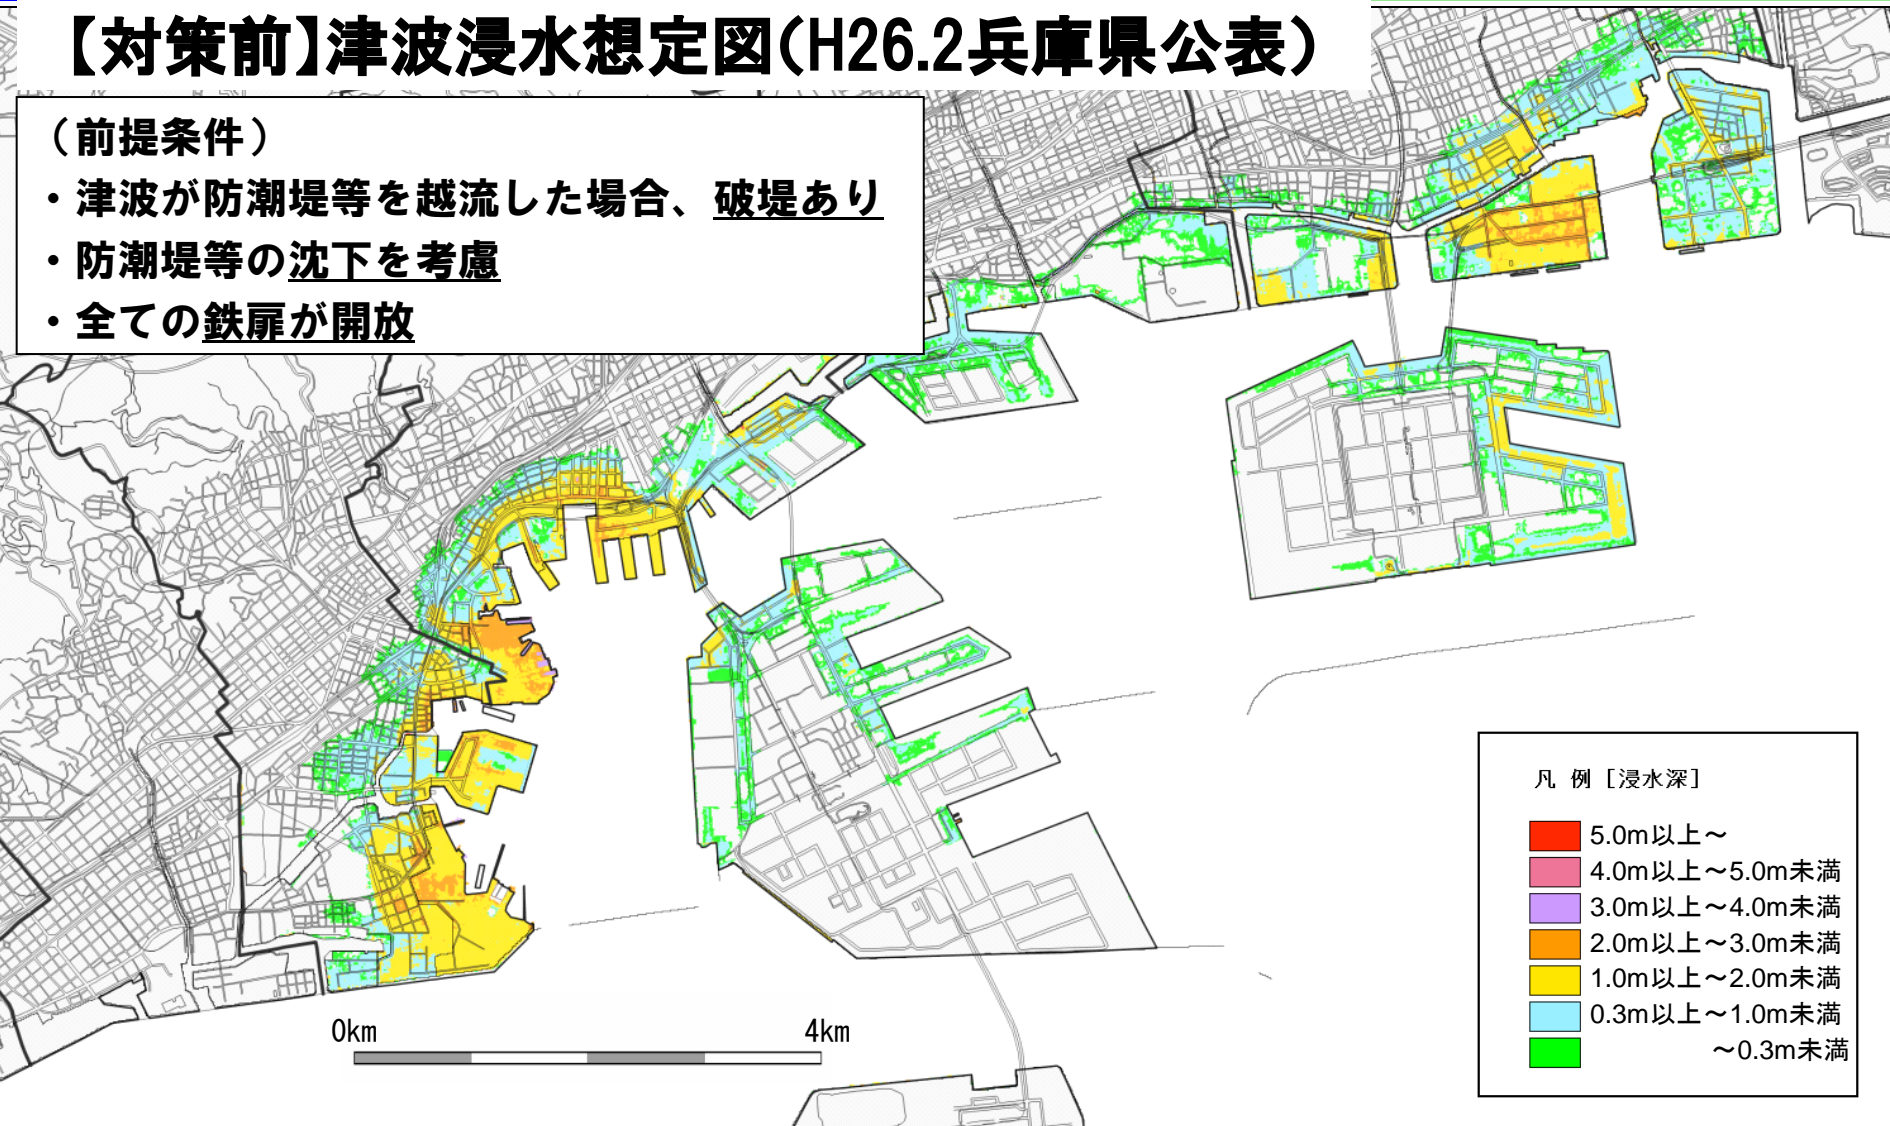 【対策前】津波浸水想定図(H26.2兵庫県公表)
（前提条件）
・津波が防潮堤等を越流した場合、破堤あり
・防潮堤等の沈下を考慮
・全ての鉄扉が開放
凡 例 [浸水深]
5.0m以上～
4.0m以上～5.0m未満
3.0m以上～4.0m未満
2.0m以上～3.0m未満
1.0m以上～2.0m未満
0.3m以上～1.0m未満
～0.3m未満
0km 4km